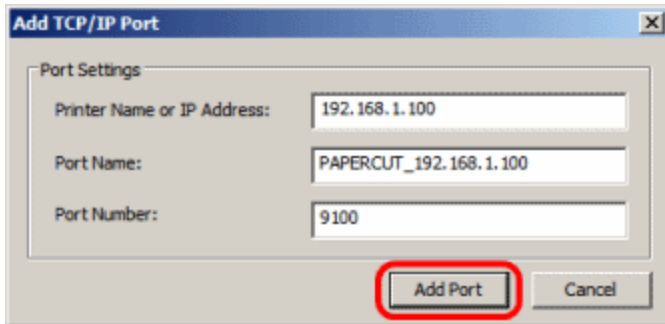 Add TCP/IP Port
Port Settings
Printer Name or IP Address: 192.168.1.100
Port Name: PAPERCUT_192.168.1.100
Port Number: 9100
Add Port Cancel